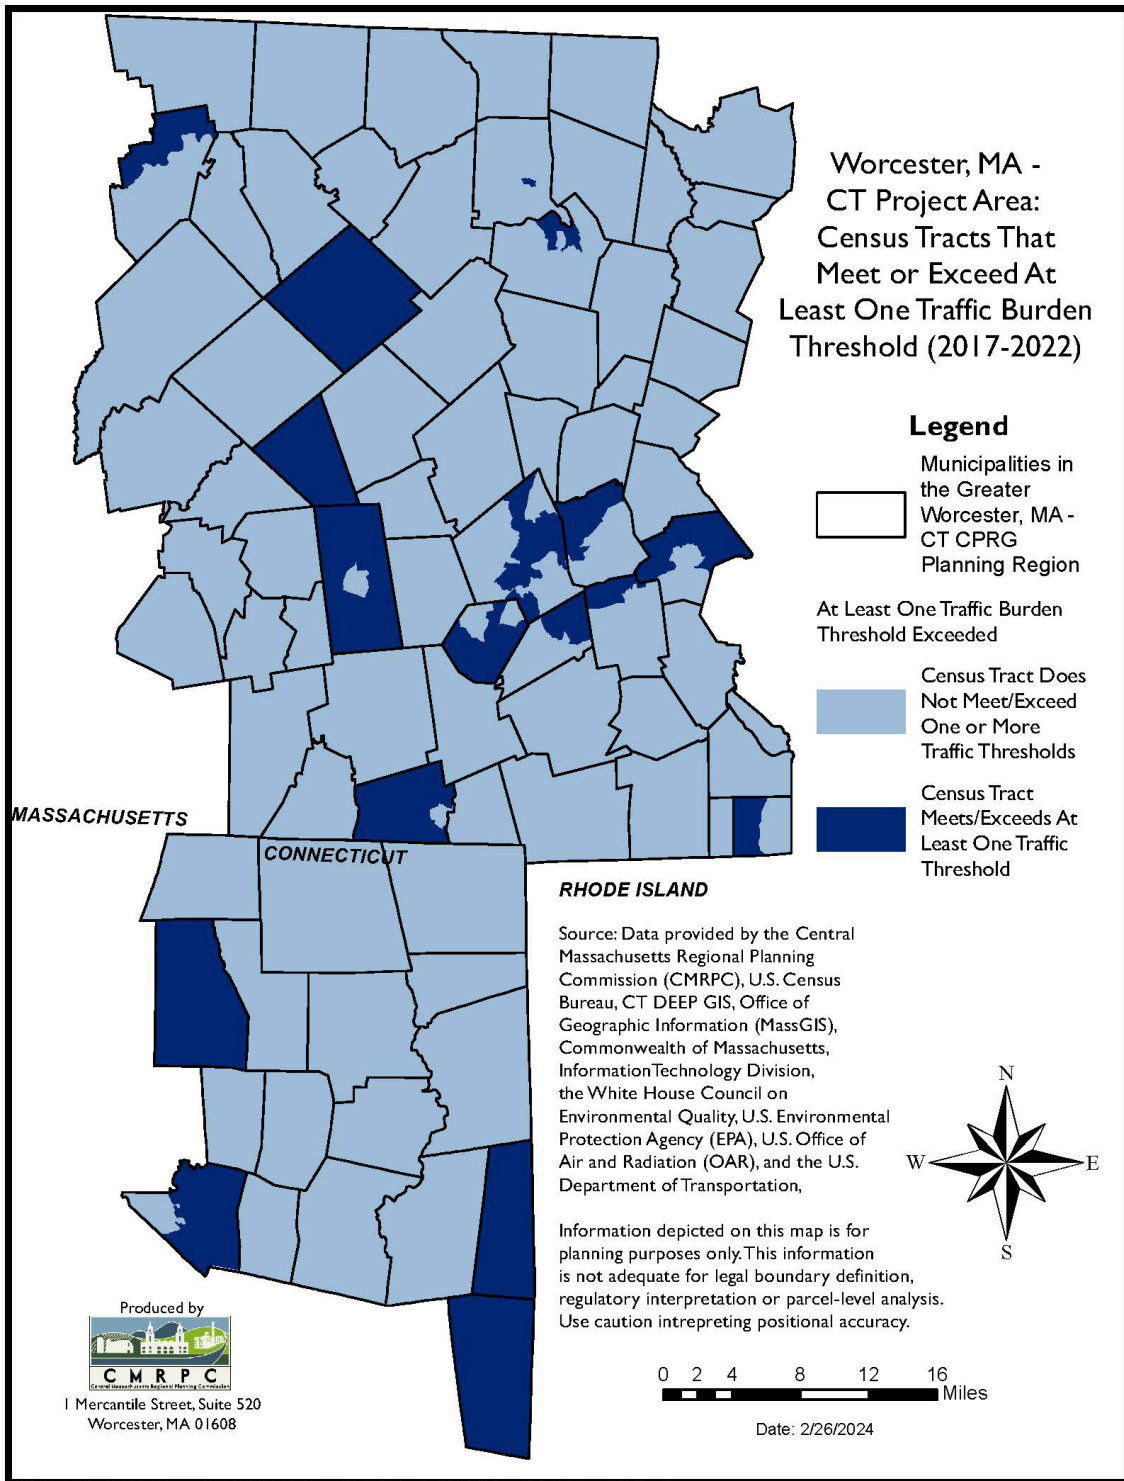 Worcester, MA -
CT Project Area:
Census Tracts That
Meet or Exceed At
Least One Traffic Burden
Threshold (2017-2022)
Legend
Municipalities in
the Greater
Worcester, MA -
CT CPRG
Planning Region
At Least One Traffic Burden
Threshold Exceeded
Census Tract Does
Not Meet/Exceed
One or More
Traffic Thresholds
Census Tract
Meets/Exceeds At
Least One Traffic
Threshold
MASSACHUSETTS
CONNECTICUT
RHODE ISLAND
Source: Data provided by the Central
Massachusetts Regional Planning
Commission (CMRPC), U.S. Census
Bureau, CT DEEP GIS, Office of
Geographic Information (MassGIS),
Commonwealth of Massachusetts,
InformationTechnology Division,
the White House Council on
Environmental Quality, U.S. Environmental
Protection Agency (EPA), U.S. Office of
Air and Radiation (OAR), and the U.S.
Department of Transportation,
Information depicted on this map is for
planning purposes only. This information
is not adequate for legal boundary definition,
regulatory interpretation or parcel-level analysis.
Use caution intrepreting positional accuracy.
N
W E
S
Produced by
CMRPC
Central Massachusetts Regional Planning Commission
1 Mercantile Street, Suite 520
Worcester, MA 01608
0 2 4 8 12 16
Miles
Date: 2/26/2024